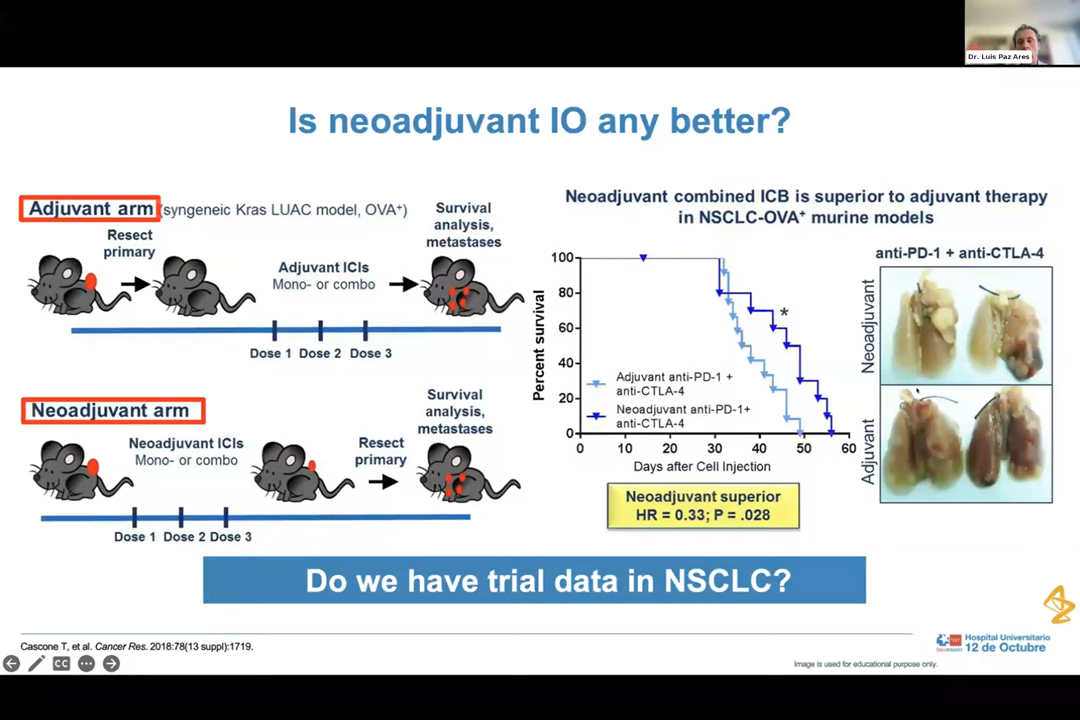 Dr. Luis Paz Ares
Is neoadjuvant IO any better?
Adjuvant arm (syngeneic Kras LUAC model, OVA⁺)
Resect
primary
Adjuvant ICIs
Mono- or combo
Survival
analysis,
metastases
Dose 1 Dose 2 Dose 3
Neoadjuvant arm
Neoadjuvant ICIs
Mono- or combo
Resect
primary
Survival
analysis,
metastases
Dose 1 Dose 2 Dose 3
Neoadjuvant combined ICB is superior to adjuvant therapy
in NSCLC-OVA⁺ murine models
Percent survival
100
80
60
40
20
0
*
Adjuvant anti-PD-1 +
anti-CTLA-4
Neoadjuvant anti-PD-1+
anti-CTLA-4
0 10 20 30 40 50 60
Days after Cell Injection
Neoadjuvant superior
HR = 0.33; P = .028
anti-PD-1 + anti-CTLA-4
Neoadjuvant
Adjuvant
Do we have trial data in NSCLC?
Cascone T, et al. Cancer Res. 2018:78(13 suppl):1719.
CC
Hospital Universitario
12 de Octubre
Image is used for educational purpose only.